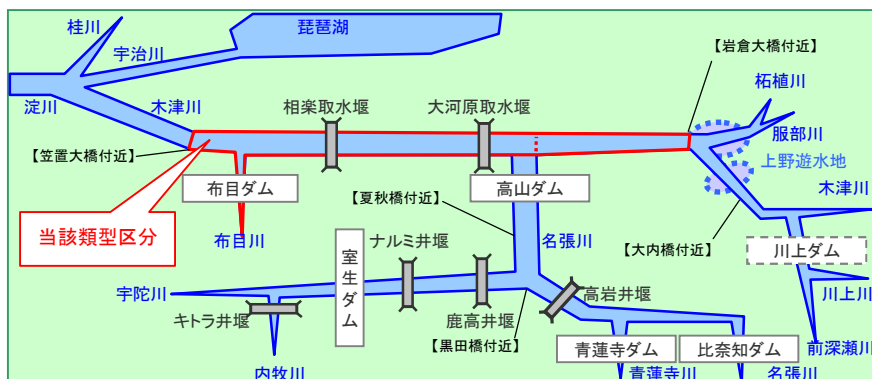 桂川
琵琶湖
宇治川
【岩倉大橋付近】
柘植川
淀川
木津川
相楽取水堰
大河原取水堰
服部川
【笠置大橋付近】
上野遊水地
布目ダム
高山ダム
木津川
【夏秋橋付近】
当該類型区分
布目川
室生ダム
ナルミ井堰
名張川
【大内橋付近】
川上ダム
宇陀川
高岩井堰
川上川
キトラ井堰
鹿高井堰
【黒田橋付近】
青蓮寺ダム
比奈知ダム
前深瀬川
内牧川
青蓮寺川
名張川